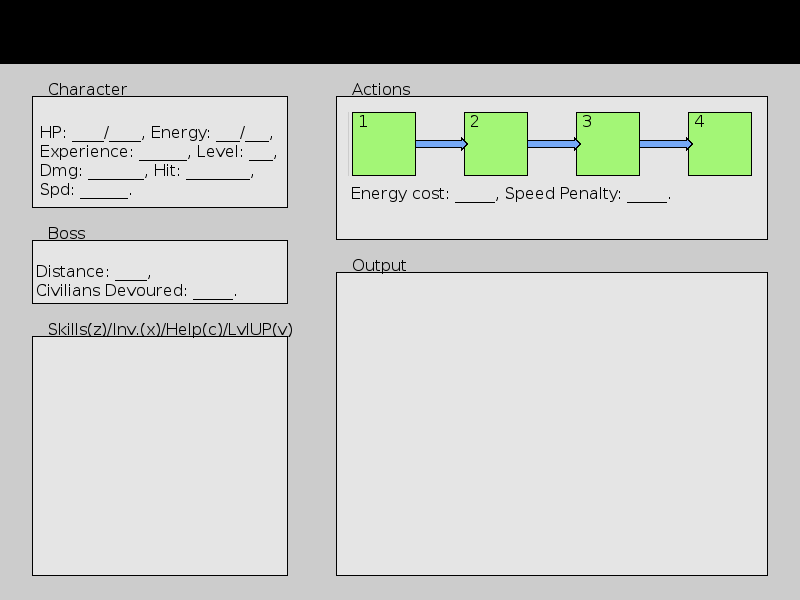 Character
HP: ____/____, Energy: ___/___,
Experience: ______, Level: ___,
Dmg: _______, Hit: ________,
Spd: ______.
Boss
Distance: ____,
Civilians Devoured: _____.
Skills(z)/Inv.(x)/Help(c)/LvlUP(v)
Actions
1 2 3 4
Energy cost: _____, Speed Penalty: _____.
Output